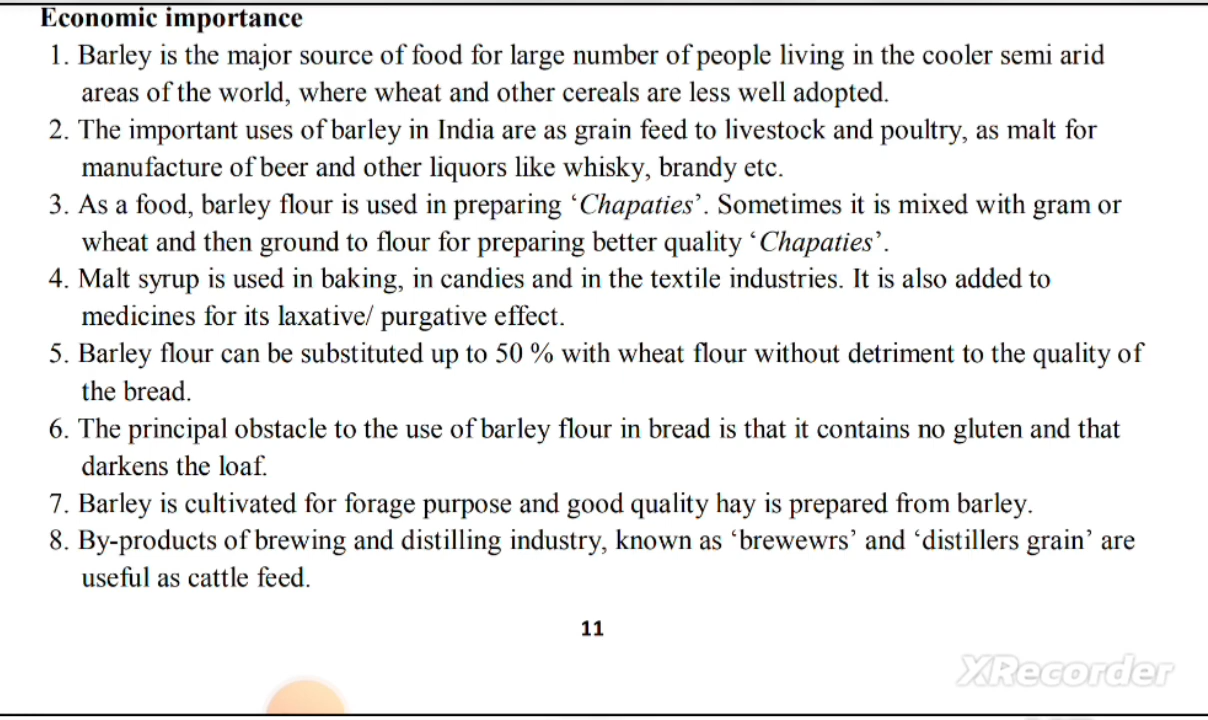 Economic importance
1. Barley is the major source of food for large number of people living in the cooler semi arid
areas of the world, where wheat and other cereals are less well adopted.
2. The important uses of barley in India are as grain feed to livestock and poultry, as malt for
manufacture of beer and other liquors like whisky, brandy etc.
3. As a food, barley flour is used in preparing ‘Chapaties’. Sometimes it is mixed with gram or
wheat and then ground to flour for preparing better quality ‘Chapaties’.
4. Malt syrup is used in baking, in candies and in the textile industries. It is also added to
medicines for its laxative/ purgative effect.
5. Barley flour can be substituted up to 50 % with wheat flour without detriment to the quality of
the bread.
6. The principal obstacle to the use of barley flour in bread is that it contains no gluten and that
darkens the loaf.
7. Barley is cultivated for forage purpose and good quality hay is prepared from barley.
8. By-products of brewing and distilling industry, known as ‘brewewrs’ and ‘distillers grain’ are
useful as cattle feed.
11
XRecorder